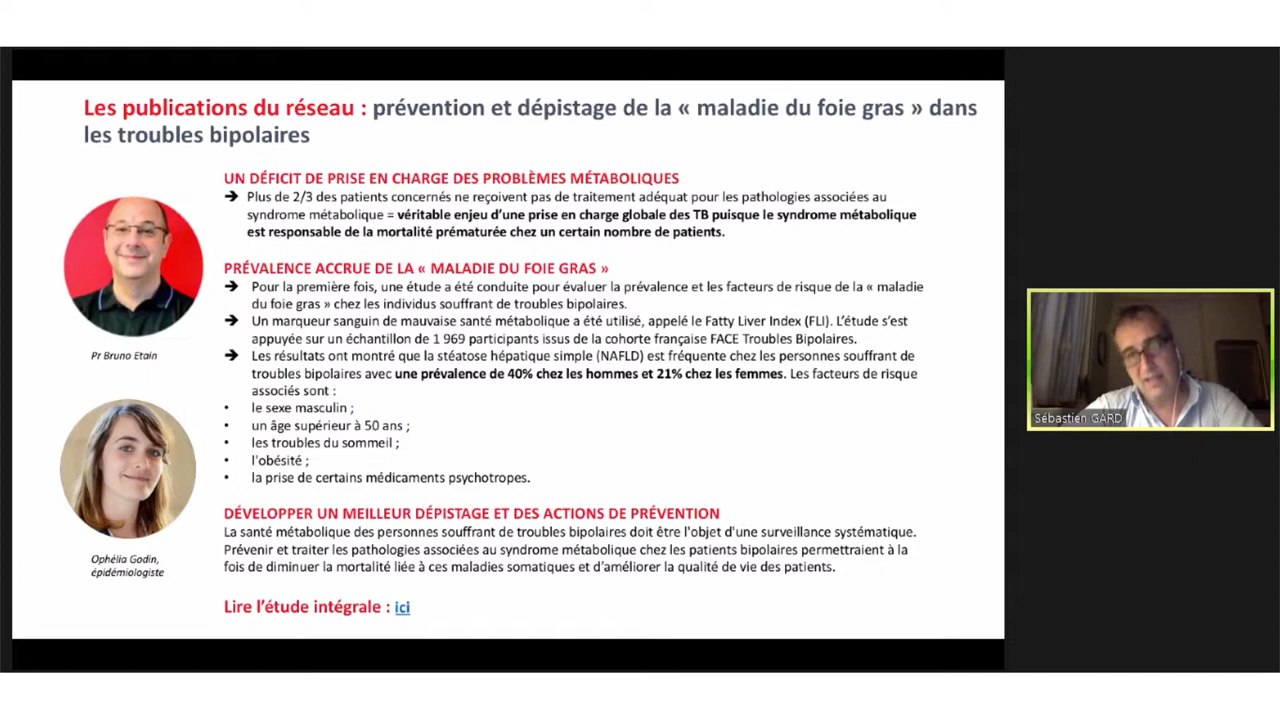 Les publications du réseau : prévention et dépistage de la « maladie du foie gras » dans
les troubles bipolaires
UN DÉFICIT DE PRISE EN CHARGE DES PROBLÈMES MÉTABOLIQUES
➔ Plus de 2/3 des patients concernés ne reçoivent pas de traitement adéquat pour les pathologies associées au
syndrome métabolique = véritable enjeu d'une prise en charge globale des TB puisque le syndrome métabolique
est responsable de la mortalité prématurée chez un certain nombre de patients.
PRÉVALENCE ACCRUE DE LA « MALADIE DU FOIE GRAS »
➔ Pour la première fois, une étude a été conduite pour évaluer la prévalence et les facteurs de risque de la « maladie
du foie gras » chez les individus souffrant de troubles bipolaires.
➔ Un marqueur sanguin de mauvaise santé métabolique a été utilisé, appelé le Fatty Liver Index (FLI). L'étude s'est
appuyée sur un échantillon de 1 969 participants issus de la cohorte française FACE Troubles Bipolaires.
➔ Les résultats ont montré que la stéatose hépatique simple (NAFLD) est fréquente chez les personnes souffrant de
troubles bipolaires avec une prévalence de 40% chez les hommes et 21% chez les femmes. Les facteurs de risque
associés sont :
• le sexe masculin ;
• un âge supérieur à 50 ans ;
• les troubles du sommeil ;
• l'obésité ;
• la prise de certains médicaments psychotropes.
DÉVELOPPER UN MEILLEUR DÉPISTAGE ET DES ACTIONS DE PRÉVENTION
La santé métabolique des personnes souffrant de troubles bipolaires doit être l'objet d'une surveillance systématique.
Prévenir et traiter les pathologies associées au syndrome métabolique chez les patients bipolaires permettraient à la
fois de diminuer la mortalité liée à ces maladies somatiques et d'améliorer la qualité de vie des patients.
Lire l'étude intégrale : ici
Pr Bruno Etain
Ophélia Godin,
épidémiologiste
Sébastien GARD